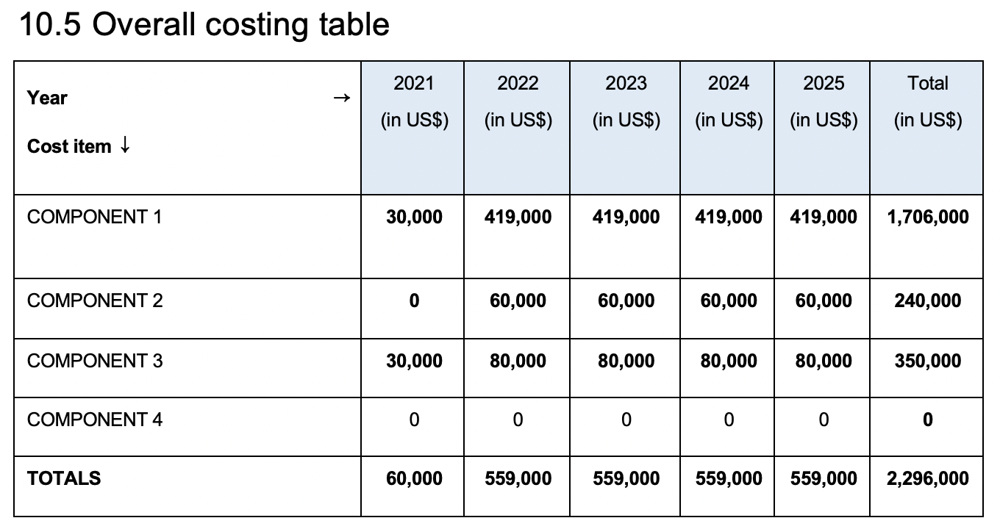 10.5 Overall costing table
Year → 2021 2022 2023 2024 2025 Total
(in US$) (in US$) (in US$) (in US$) (in US$) (in US$)
Cost item ↓
COMPONENT 1 30,000 419,000 419,000 419,000 419,000 1,706,000
COMPONENT 2 0 60,000 60,000 60,000 60,000 240,000
COMPONENT 3 30,000 80,000 80,000 80,000 80,000 350,000
COMPONENT 4 0 0 0 0 0 0
TOTALS 60,000 559,000 559,000 559,000 559,000 2,296,000